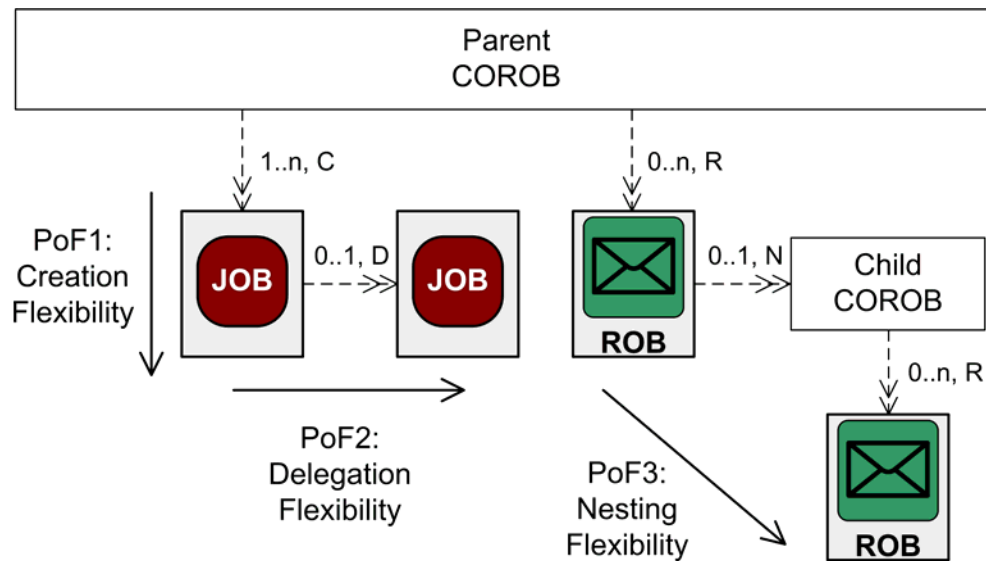 Parent
COROB
1..n, C
0..n, R
PoF1:
Creation
Flexibility
JOB
0..1, D
JOB
ROB
0..1, N
Child
COROB
0..n, R
PoF2:
Delegation
Flexibility
PoF3:
Nesting
Flexibility
ROB